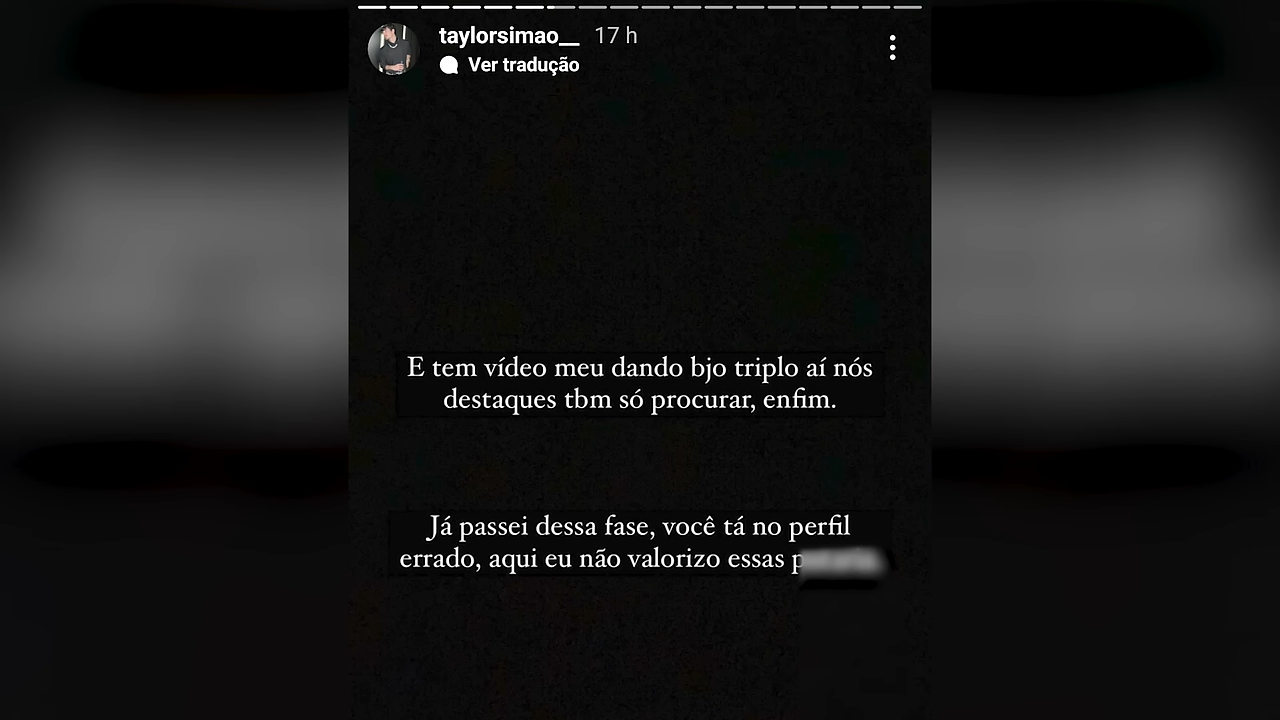 taylorsimao__ 17 h
Ver tradução
E tem vídeo meu dando bjo triplo aí nós
destaques tbm só procurar, enfim.
Já passei dessa fase, você tá no perfil
errado, aqui eu não valorizo essas